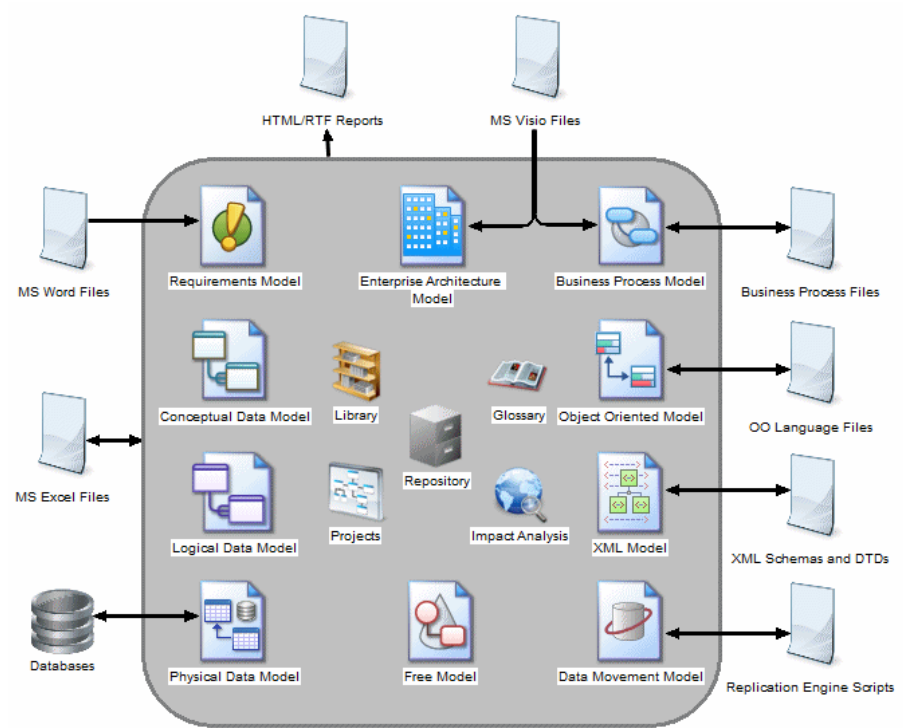 HTML/RTF Reports
MS Visio Files
MS Word Files
Requirements Model
Enterprise Architecture
Model
Business Process Model
Business Process Files
Conceptual Data Model
Library
Glossary
Object Oriented Model
OO Language Files
MS Excel Files
Repository
Logical Data Model
Projects
Impact Analysis
XML Model
XML Schemas and DTDs
Databases
Physical Data Model
Free Model
Data Movement Model
Replication Engine Scripts